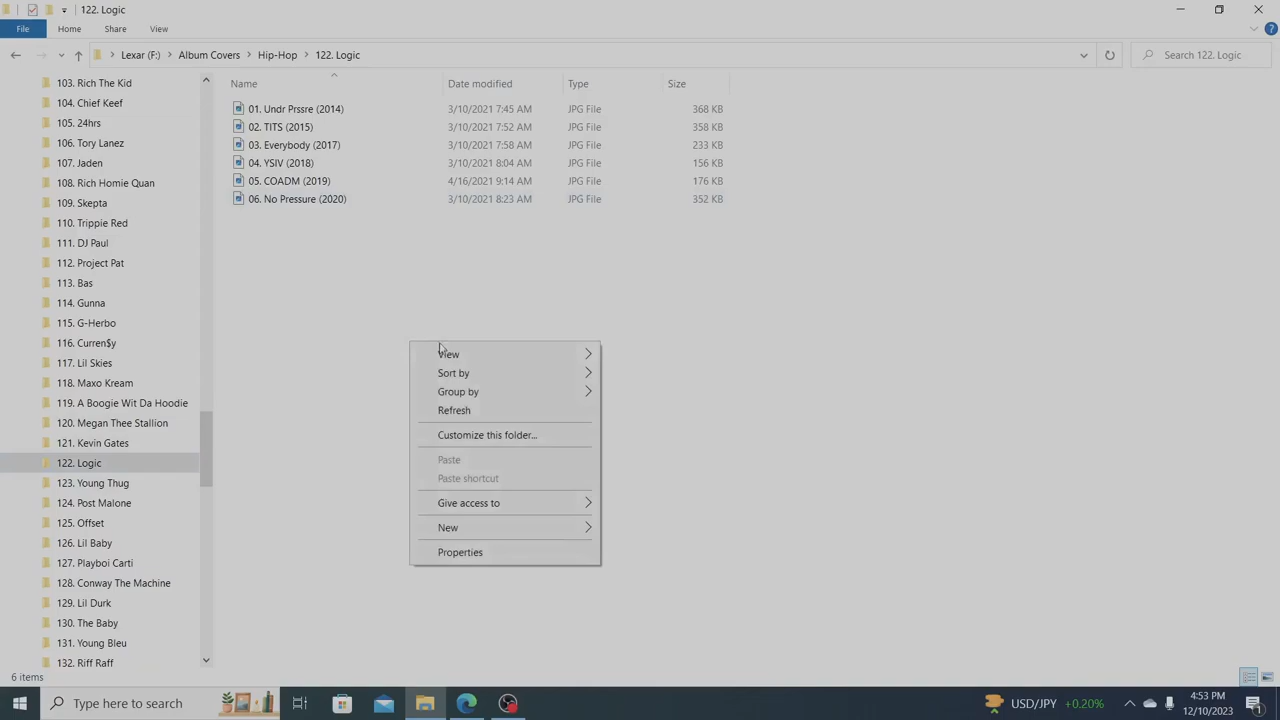 122. Logic
File Home Share View
Lexar (F:) Album Covers Hip-Hop 122. Logic
Search 122. Logic
103. Rich The Kid
104. Chief Keef
105. 24hrs
106. Tory Lanez
107. Jaden
108. Rich Homie Quan
109. Skepta
110. Trippie Red
111. DJ Paul
112. Project Pat
113. Bas
114. Gunna
115. G-Herbo
116. Curren$y
117. Lil Skies
118. Maxo Kream
119. A Boogie Wit Da Hoodie
120. Megan Thee Stallion
121. Kevin Gates
122. Logic
123. Young Thug
124. Post Malone
125. Offset
126. Lil Baby
127. Playboi Carti
128. Conway The Machine
129. Lil Durk
130. The Baby
131. Young Bleu
132. Riff Raff
Name Date modified Type Size
01. Undr Prssre (2014) 3/10/2021 7:45 AM JPG File 368 KB
02. TITS (2015) 3/10/2021 7:52 AM JPG File 358 KB
03. Everybody (2017) 3/10/2021 7:58 AM JPG File 233 KB
04. YSIV (2018) 3/10/2021 8:04 AM JPG File 156 KB
05. COADM (2019) 4/16/2021 9:14 AM JPG File 176 KB
06. No Pressure (2020) 3/10/2021 8:23 AM JPG File 352 KB
View
Sort by
Group by
Refresh
Customize this folder...
Paste
Paste shortcut
Give access to
New
Properties
6 items
Type here to search
USD/JPY +0.20%
4:53 PM
12/10/2023
1